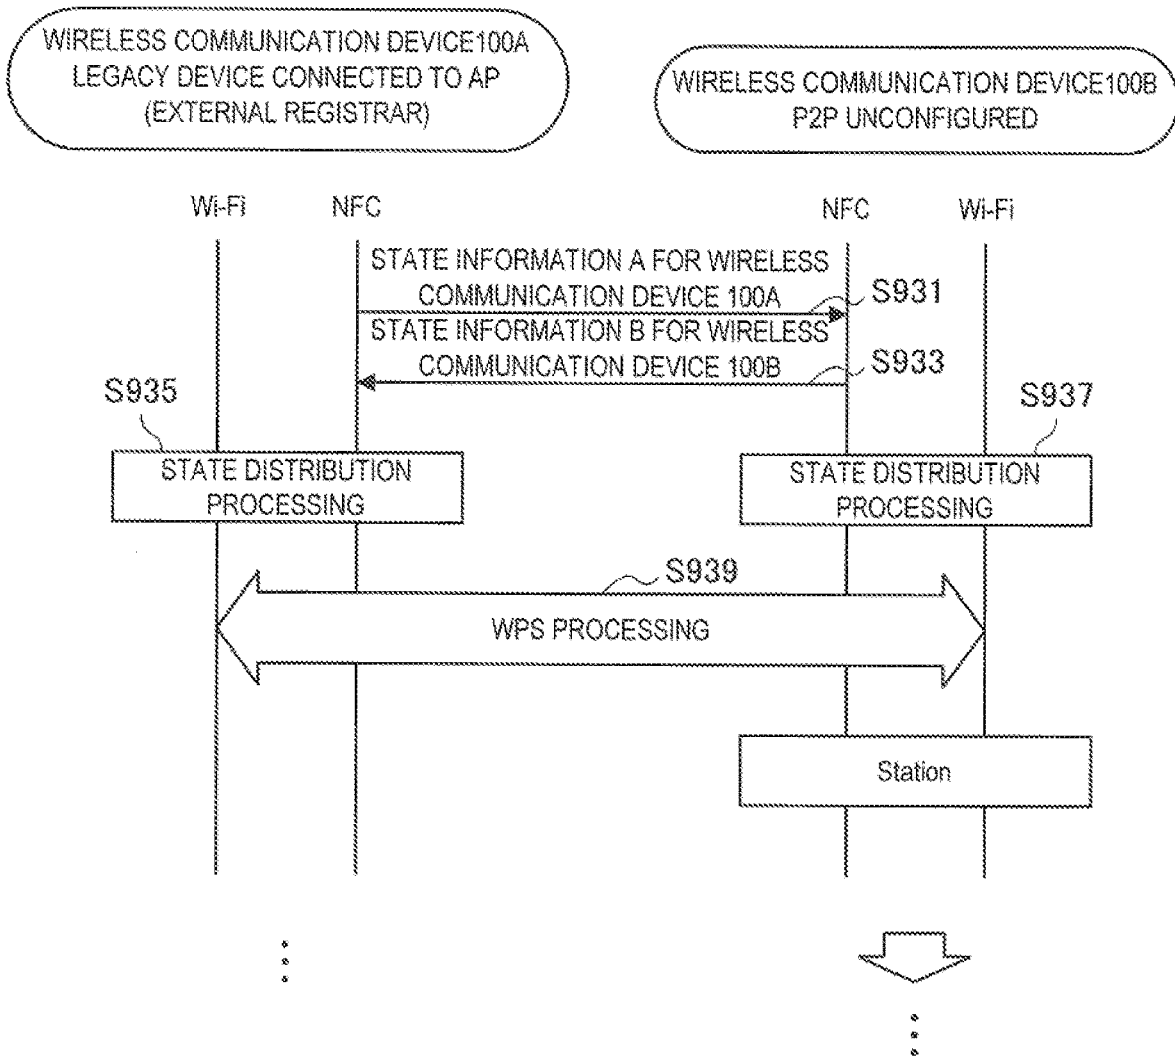 WIRELESS COMMUNICATION DEVICE100A
LEGACY DEVICE CONNECTED TO AP
(EXTERNAL REGISTRAR)
WIRELESS COMMUNICATION DEVICE100B
P2P UNCONFIGURED
Wi-Fi
NFC
NFC
Wi-Fi
STATE INFORMATION A FOR WIRELESS
COMMUNICATION DEVICE 100A
S931
STATE INFORMATION B FOR WIRELESS
COMMUNICATION DEVICE 100B
S933
S935
S937
STATE DISTRIBUTION
PROCESSING
STATE DISTRIBUTION
PROCESSING
S939
WPS PROCESSING
Station